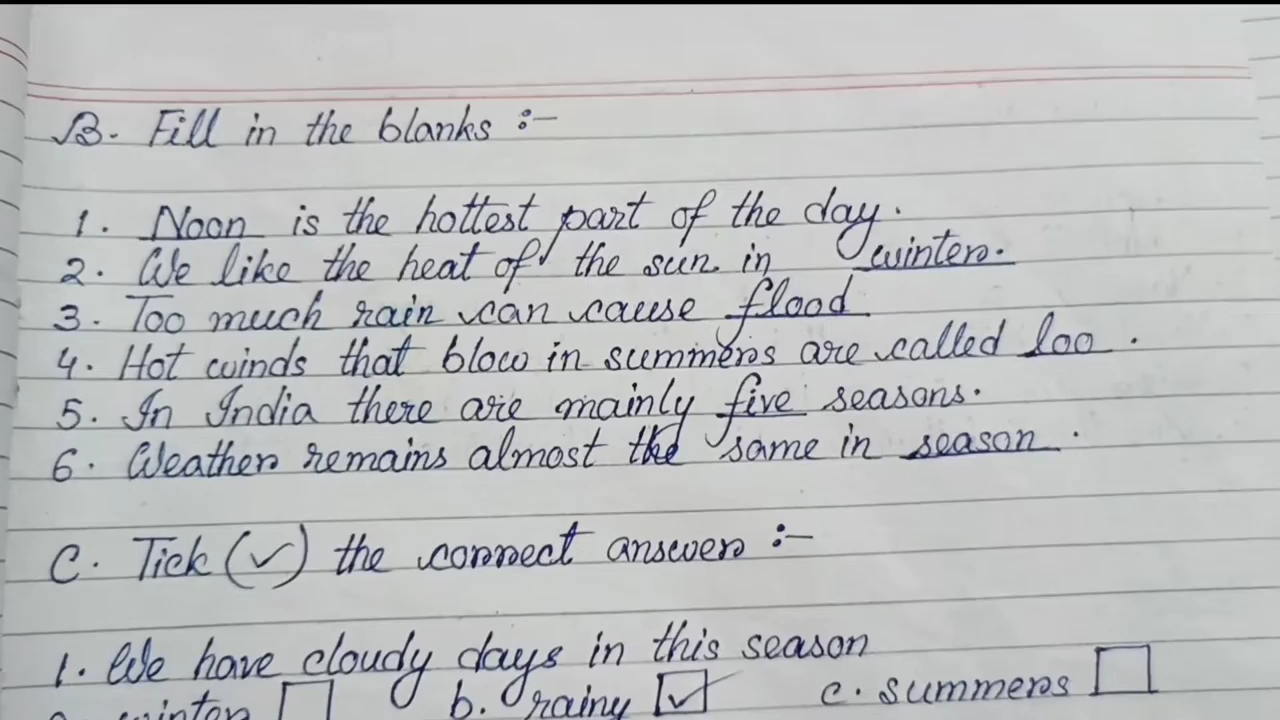 B. Fill in the blanks :-
1. Noon is the hottest part of the day.
2. We like the heat of the sun in winter.
3. Too much rain can cause flood.
4. Hot winds that blow in summers are called loo.
5. In India there are mainly five seasons.
6. Weather remains almost the same in season.
C. Tick (✓) the correct answer :-
1. We have cloudy days in this season
a. winter ☐ b. rainy ☑ c. summers ☐